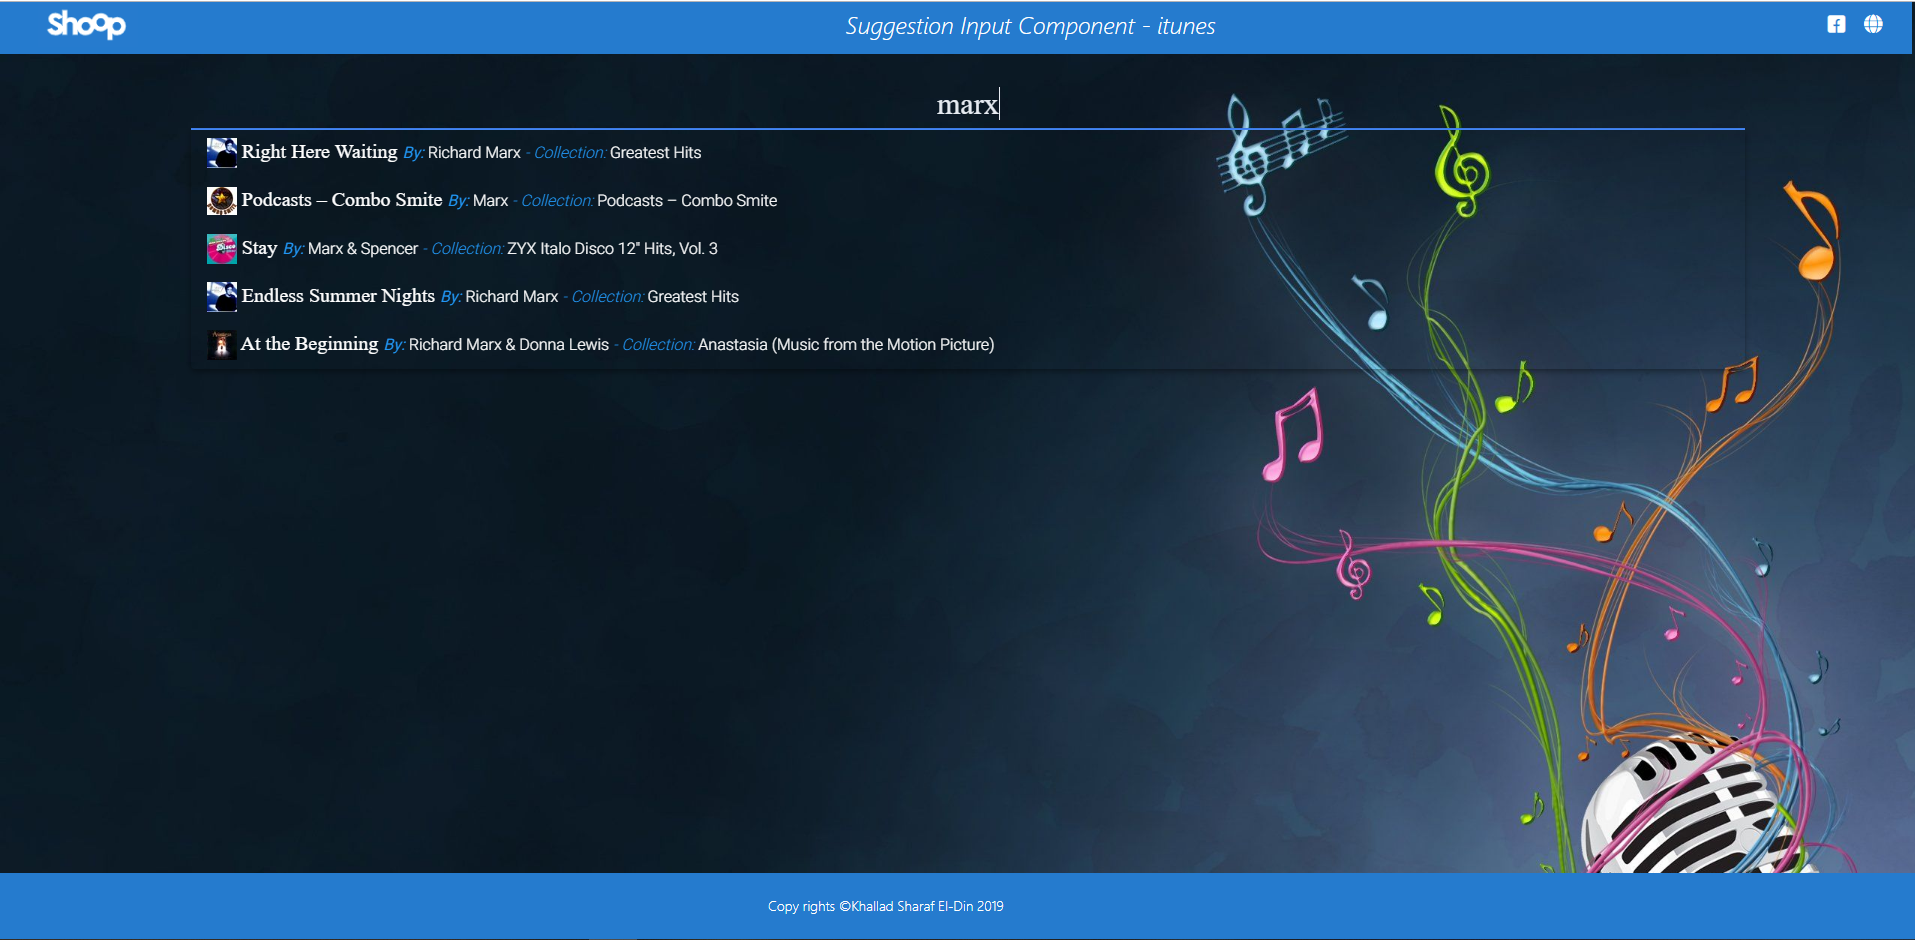 Shoop
Suggestion Input Component - itunes
marx
Right Here Waiting By: Richard Marx - Collection: Greatest Hits
Podcasts – Combo Smite By: Marx - Collection: Podcasts – Combo Smite
Stay By: Marx & Spencer - Collection: ZYX Italo Disco 12" Hits, Vol. 3
Endless Summer Nights By: Richard Marx - Collection: Greatest Hits
At the Beginning By: Richard Marx & Donna Lewis - Collection: Anastasia (Music from the Motion Picture)
Copy rights ©Khallad Sharaf El-Din 2019